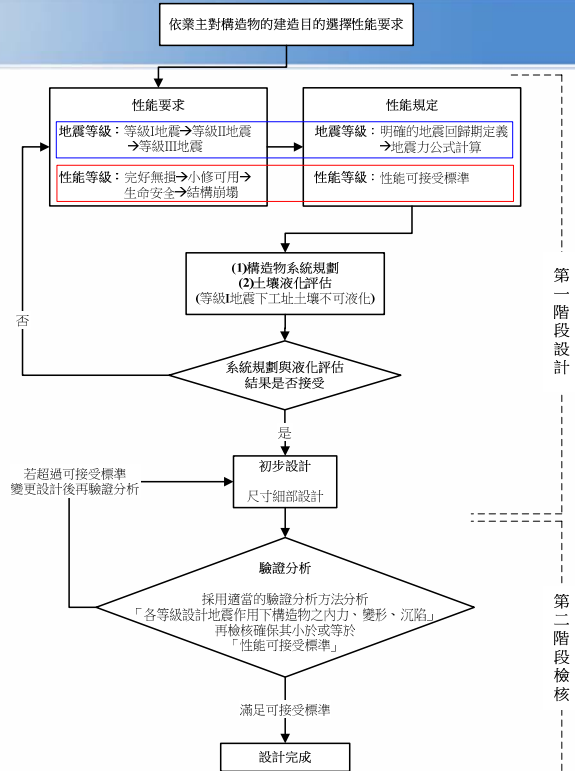 依業主對構造物的建造目的選擇性能要求
性能要求
地震等級：等級I地震→等級II地震
→等級III地震
性能等級：完好無損→小修可用→
生命安全→結構崩塌
性能規定
地震等級：明確的地震回歸期定義
→地震力公式計算
性能等級：性能可接受標準
(1)構造物系統規劃
(2)土壤液化評估
(等級I地震下工址土壤不可液化)
否
系統規劃與液化評估
結果是否接受
第一階段設計
是
若超過可接受標準
變更設計後再驗證分析
初步設計
尺寸細部設計
驗證分析
採用適當的驗證分析方法分析
「各等級設計地震作用下構造物之內力、變形、沉陷」
再檢核確保其小於或等於
「性能可接受標準」
第二階段檢核
滿足可接受標準
設計完成